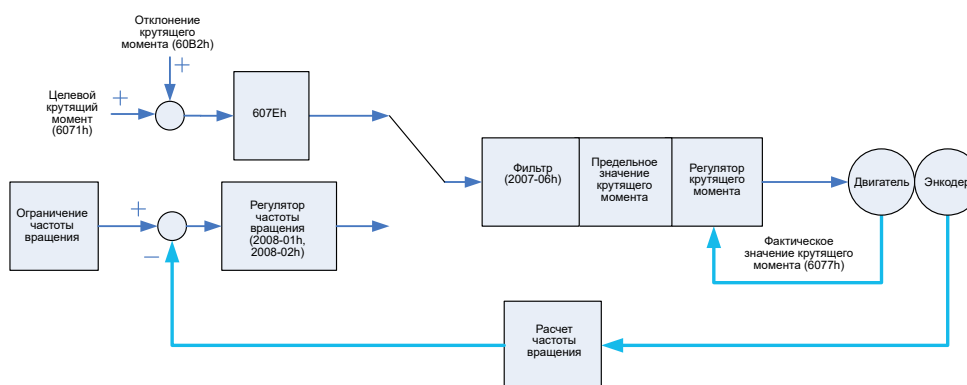 Отклонение
крутящего
момента (60B2h)
+
Целевой
крутящий
момент
(6071h)
+
607Eh
Фильтр
(2007-06h)
Предельное
значение
крутящего
момента
Регулятор
крутящего
момента
Двигатель
Энкодер
Ограничение
частоты
вращения
+
−
Регулятор
частоты
вращения
(2008-01h,
2008-02h)
Фактическое
значение крутящего
момента (6077h)
Расчет
частоты
вращения